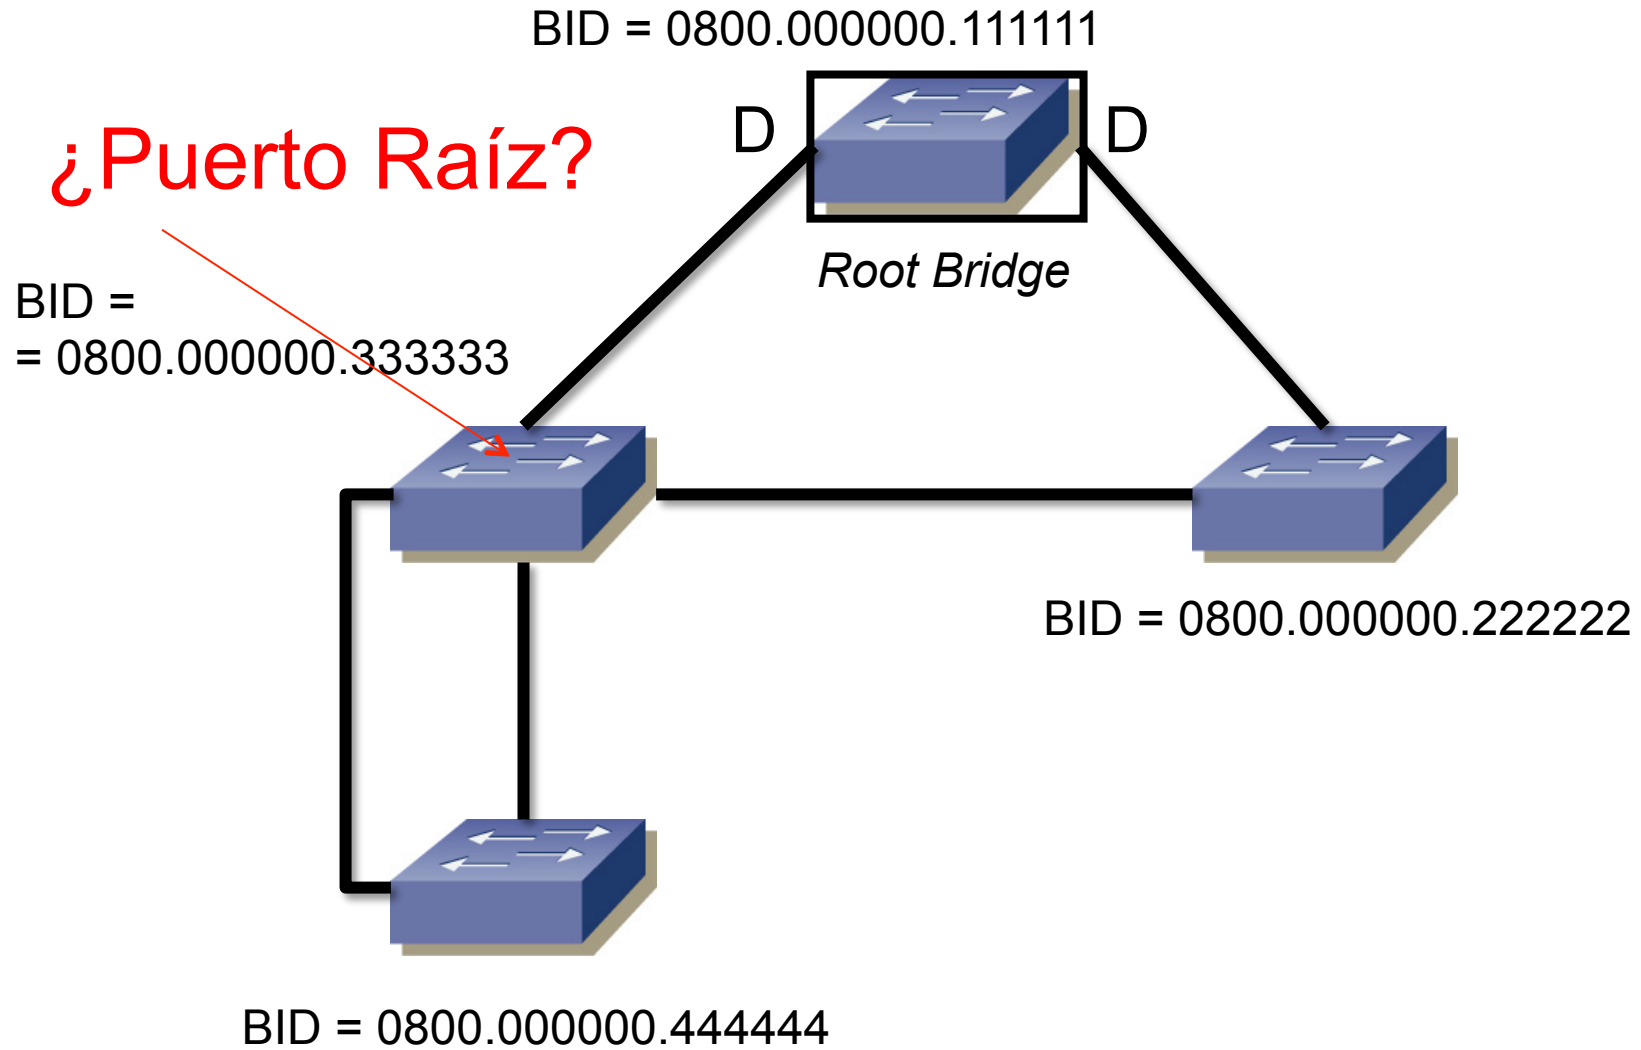 BID = 0800.000000.111111
D
D
¿Puerto Raíz?
Root Bridge
BID =
= 0800.000000.333333
BID = 0800.000000.222222
BID = 0800.000000.444444